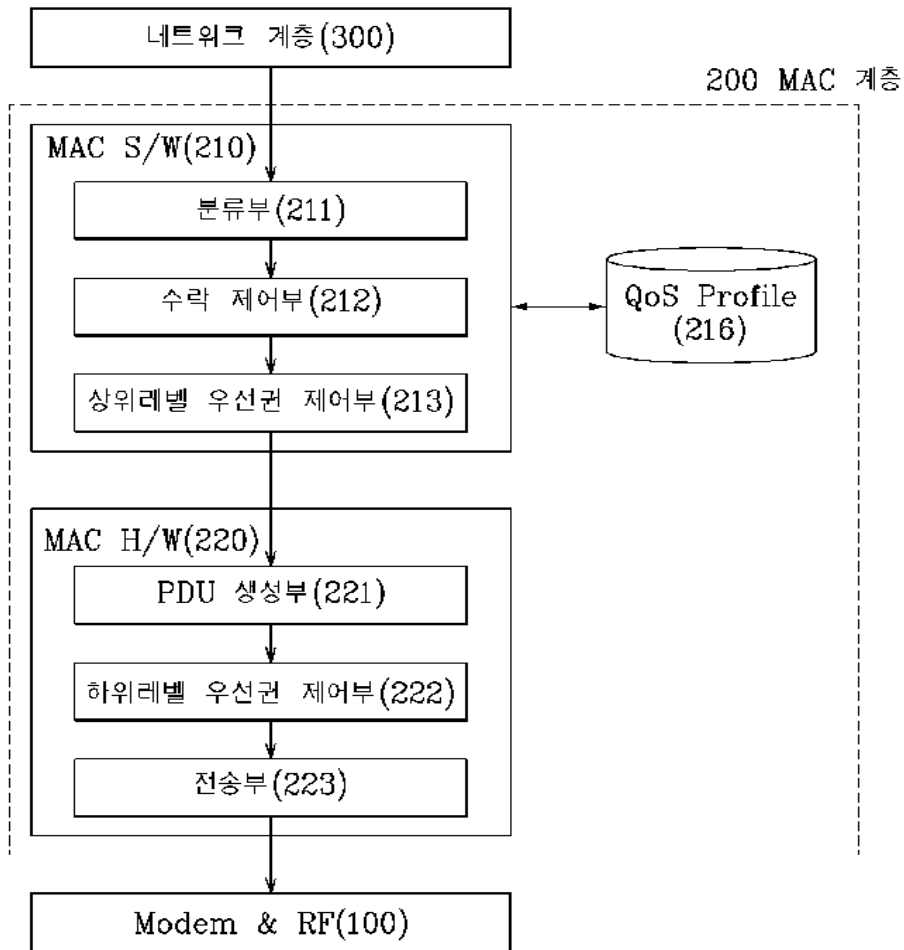 네트워크 계층(300)
200 MAC 계층
MAC S/W(210)
분류부(211)
수락 제어부(212)
QoS Profile
(216)
상위레벨 우선권 제어부(213)
MAC H/W(220)
PDU 생성부(221)
하위레벨 우선권 제어부(222)
전송부(223)
Modem & RF(100)